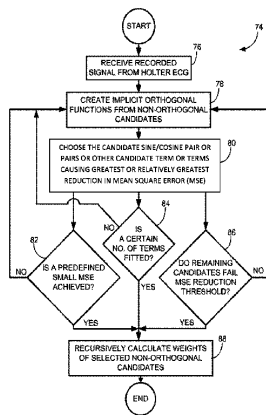 START
74
76
RECEIVE RECORDED
SIGNAL FROM HOLTER ECG
78
CREATE IMPLICIT ORTHOGONAL
FUNCTIONS FROM NON-ORTHOGONAL
CANDIDATES
80
CHOOSE THE CANDIDATE SINE/COSINE PAIR OR
PAIRS OR OTHER CANDIDATE TERM OR TERMS
CAUSING GREATEST OR RELATIVELY GREATEST
REDUCTION IN MEAN SQUARE ERROR (MSE)
84
NO
IS
A CERTAIN
NO. OF TERMS
FITTED?
YES
82
IS A PREDEFINED
SMALL MSE
ACHIEVED?
NO
YES
86
DO REMAINING
CANDIDATES FAIL
MSE REDUCTION
THRESHOLD?
NO
YES
88
RECURSIVELY CALCULATE WEIGHTS
OF SELECTED NON-ORTHOGONAL
CANDIDATES
END